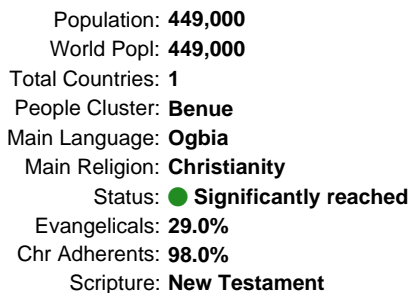 Population: 449,000
World Popl: 449,000
Total Countries: 1
People Cluster: Benue
Main Language: Ogbia
Main Religion: Christianity
Status: Significantly reached
Evangelicals: 29.0%
Chr Adherents: 98.0%
Scripture: New Testament